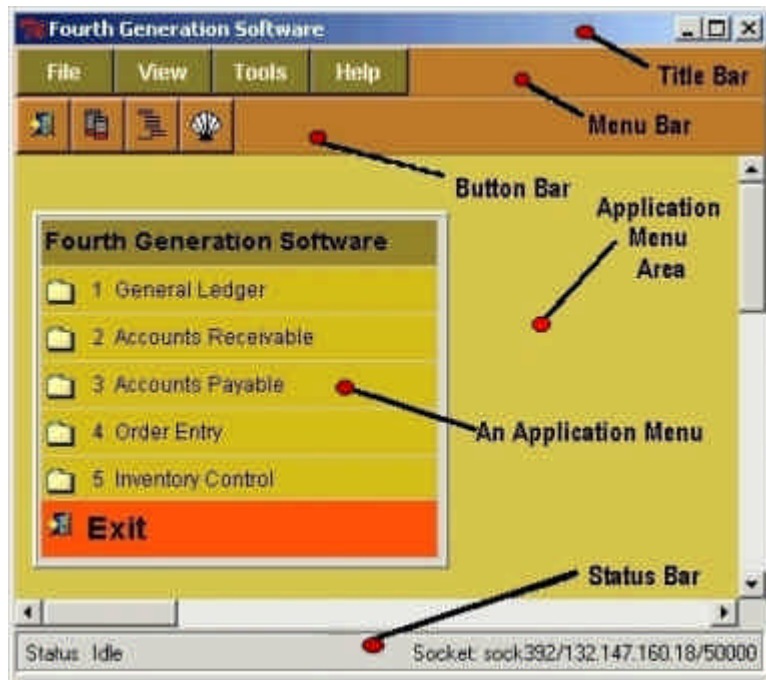 Fourth Generation Software
File View Tools Help
Title Bar
Menu Bar
Button Bar
Application
Menu
Area
Fourth Generation Software
1 General Ledger
2 Accounts Receivable
3 Accounts Payable
4 Order Entry
5 Inventory Control
Exit
An Application Menu
Status Bar
Status: Idle
Socket: sock392/132.147.160.18/50000